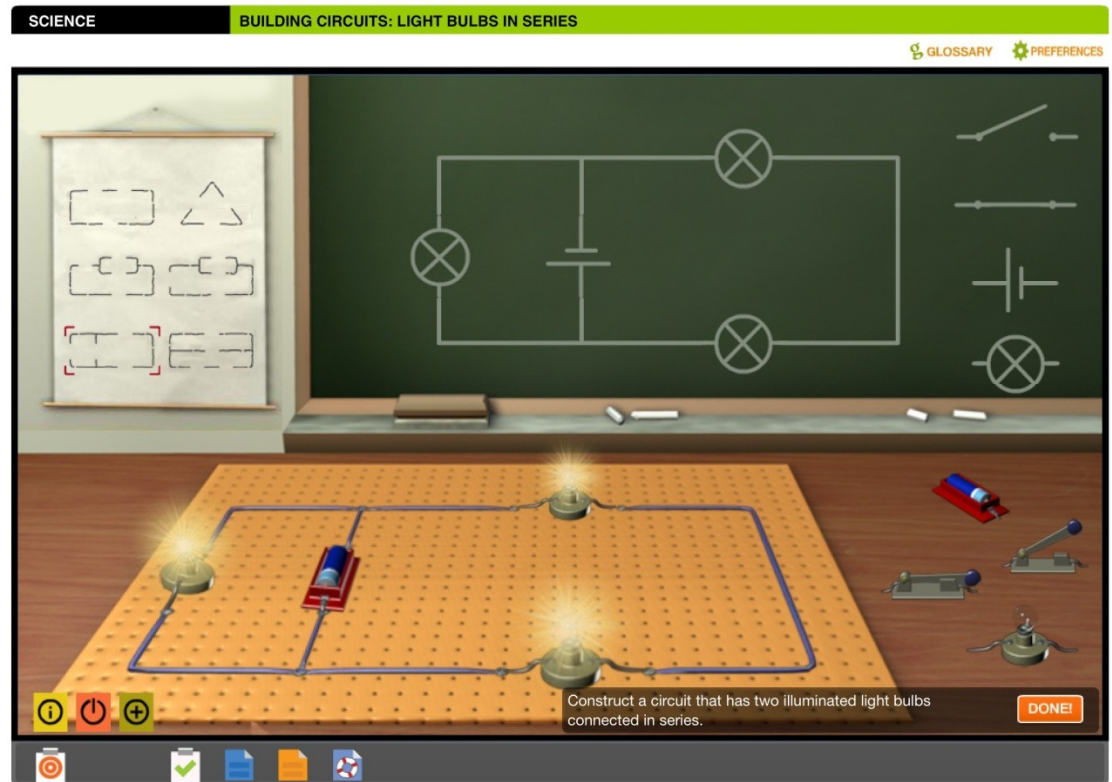 SCIENCE
BUILDING CIRCUITS: LIGHT BULBS IN SERIES
g GLOSSARY
PREFERENCES
Construct a circuit that has two illuminated light bulbs
connected in series.
DONE!